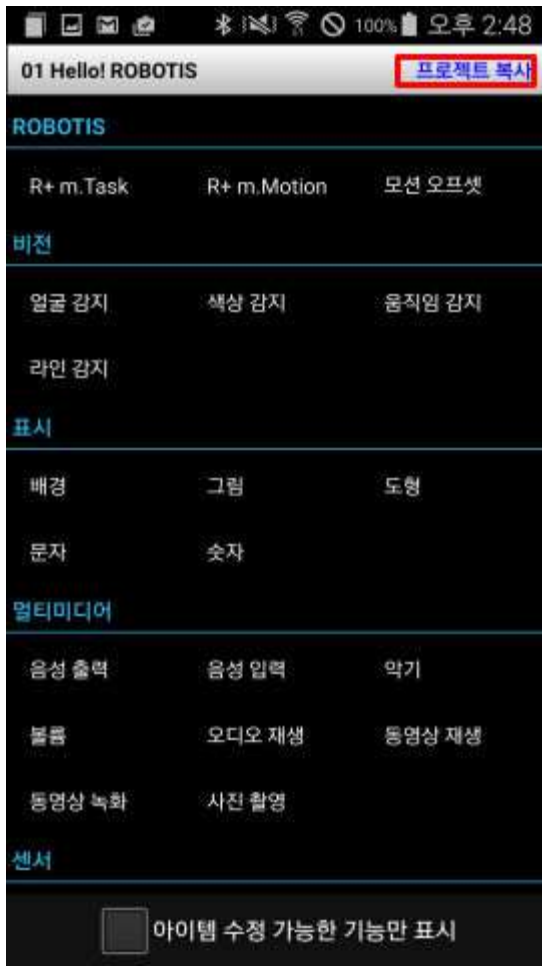 100% 오후 2:48
01 Hello! ROBOTIS 프로젝트 복사
ROBOTIS
R+ m.Task R+ m.Motion 모션 오프셋
비전
얼굴 감지 색상 감지 움직임 감지
라인 감지
표시
배경 그림 도형
문자 숫자
멀티미디어
음성 출력 음성 입력 악기
볼륨 오디오 재생 동영상 재생
동영상 녹화 사진 촬영
센서
아이템 수정 가능한 기능만 표시